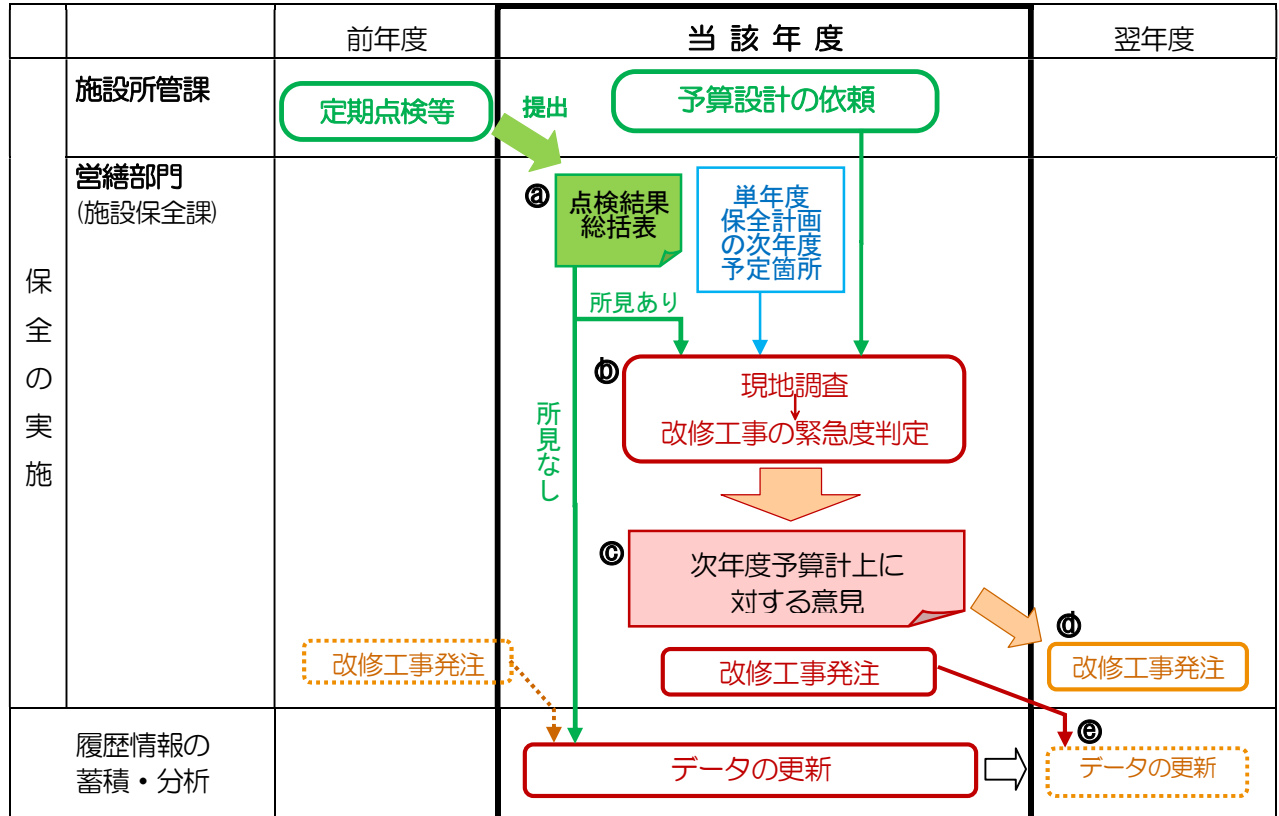 前年度
当該年度
翌年度
保全の実施
施設所管課
定期点検等
提出
予算設計の依頼
営繕部門
(施設保全課)
ⓐ
点検結果
総括表
単年度
保全計画
の次年度
予定箇所
所見あり
所見なし
ⓑ
現地調査
改修工事の緊急度判定
ⓒ
次年度予算計上に
対する意見
ⓓ
改修工事発注
改修工事発注
改修工事発注
履歴情報の
蓄積・分析
データの更新
ⓔ
データの更新